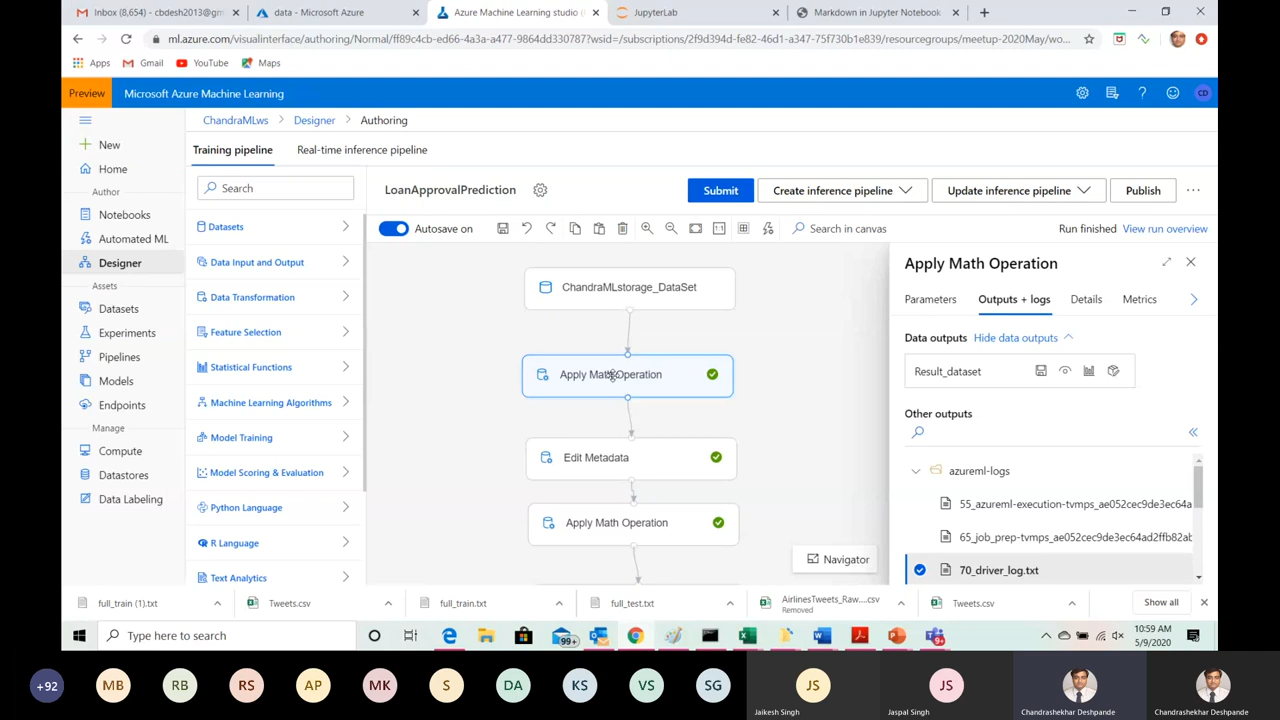 Inbox (8,654) - cbdesh2013@gm
data - Microsoft Azure
Azure Machine Learning studio (
JupyterLab
Markdown in Jupyter Notebook
ml.azure.com/visualinterface/authoring/Normal/ff89c4cb-ed66-4a3a-a477-9864dd330787?wsid=/subscriptions/2f9d394d-fe82-46d1-a347-75f730b1e839/resourcegroups/meetup-2020May/wo...
Apps
Gmail
YouTube
Maps
Preview
Microsoft Azure Machine Learning
CD
New
Home
Author
Notebooks
Automated ML
Designer
Assets
Datasets
Experiments
Pipelines
Models
Endpoints
Manage
Compute
Datastores
Data Labeling
ChandraMLws > Designer > Authoring
Training pipeline
Real-time inference pipeline
Search
Datasets
Data Input and Output
Data Transformation
Feature Selection
Statistical Functions
Machine Learning Algorithms
Model Training
Model Scoring & Evaluation
Python Language
R Language
Text Analytics
LoanApprovalPrediction
Submit
Create inference pipeline
Update inference pipeline
Publish
...
Autosave on
Search in canvas
Run finished
View run overview
ChandraMLstorage_DataSet
Apply Math Operation
Edit Metadata
Apply Math Operation
Navigator
Apply Math Operation
Parameters
Outputs + logs
Details
Metrics
Data outputs
Hide data outputs
Result_dataset
Other outputs
azureml-logs
55_azureml-execution-tvmps_ae052cec9de3ec64a
65_job_prep-tvmps_ae052cec9de3ec64ad2ffb82ab
70_driver_log.txt
full_train (1).txt
Tweets.csv
full_train.txt
full_test.txt
AirlinesTweets_Raw....csv
Removed
Tweets.csv
Show all
Type here to search
99+
9+
10:59 AM
5/9/2020
+92
MB
RB
RS
AP
MK
S
DA
KS
VS
SG
JS
Jaikesh Singh
JS
Jaspal Singh
Chandrashekhar Deshpande
Chandrashekhar Deshpande